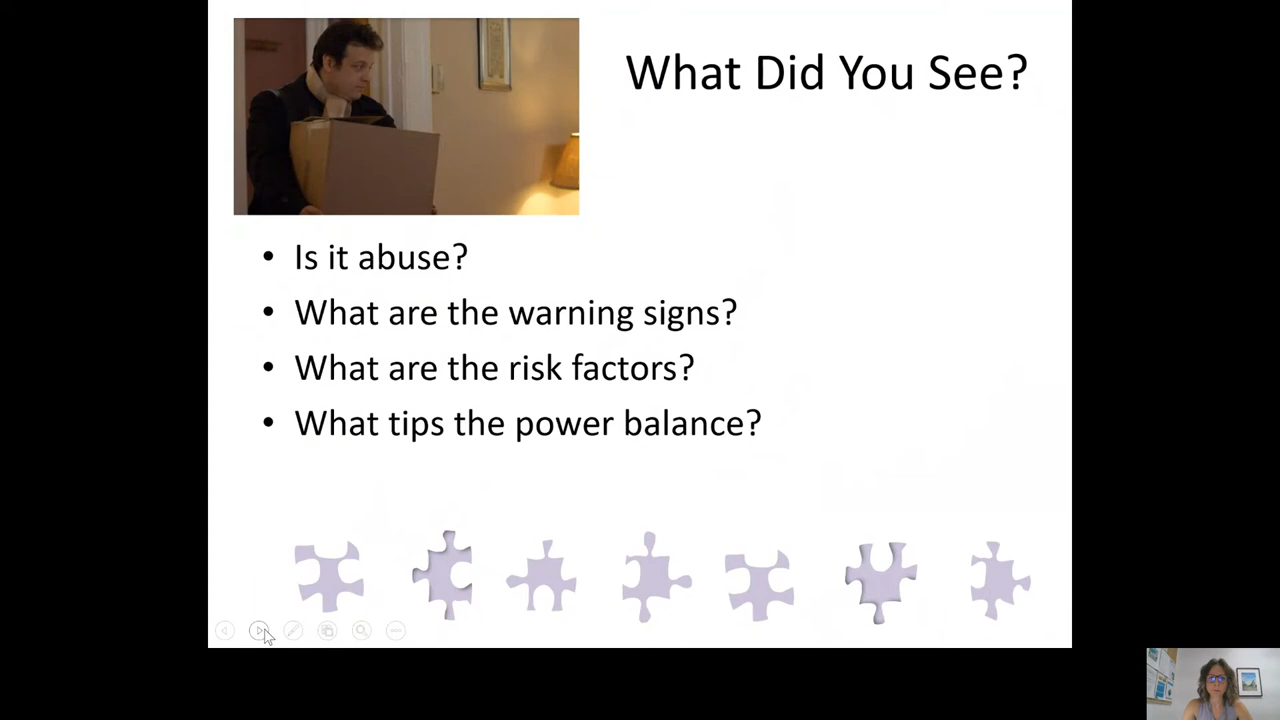 What Did You See?
• Is it abuse?
• What are the warning signs?
• What are the risk factors?
• What tips the power balance?